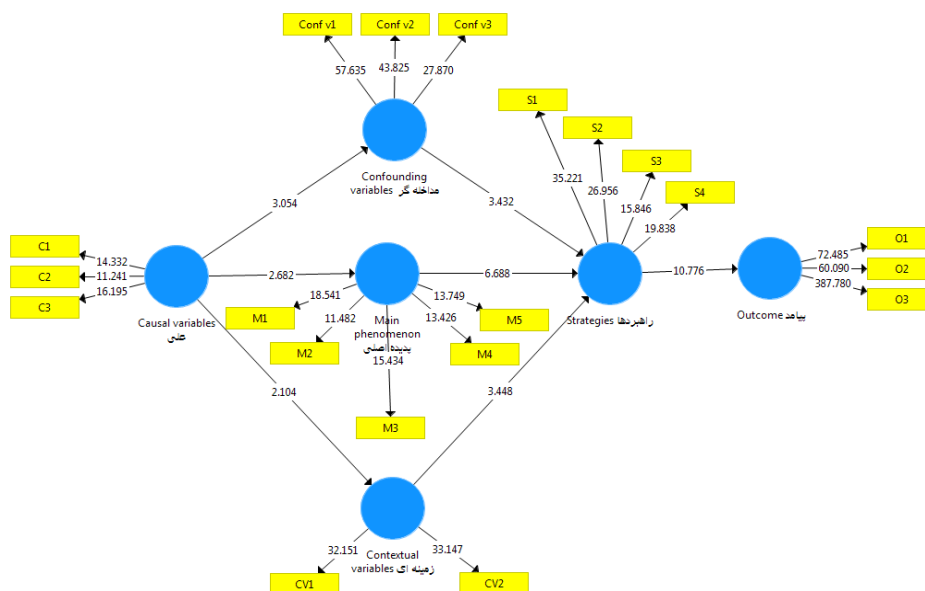 Conf v1
Conf v2
Conf v3
57.635
43.825
27.870
Confounding
variables مداخله گر
S1
S2
S3
S4
35.221
26.956
15.846
19.838
3.054
3.432
C1
C2
C3
14.332
11.241
16.195
Causal variables
علی
2.682
6.688
M1
M2
M3
M4
M5
18.541
11.482
15.434
13.426
13.749
Main
phenomenon
پدیده اصلی
Strategies راهبردها
10.776
Outcome پیامد
72.485
60.090
387.780
O1
O2
O3
2.104
3.448
Contextual
variables زمینه ای
32.151
33.147
CV1
CV2